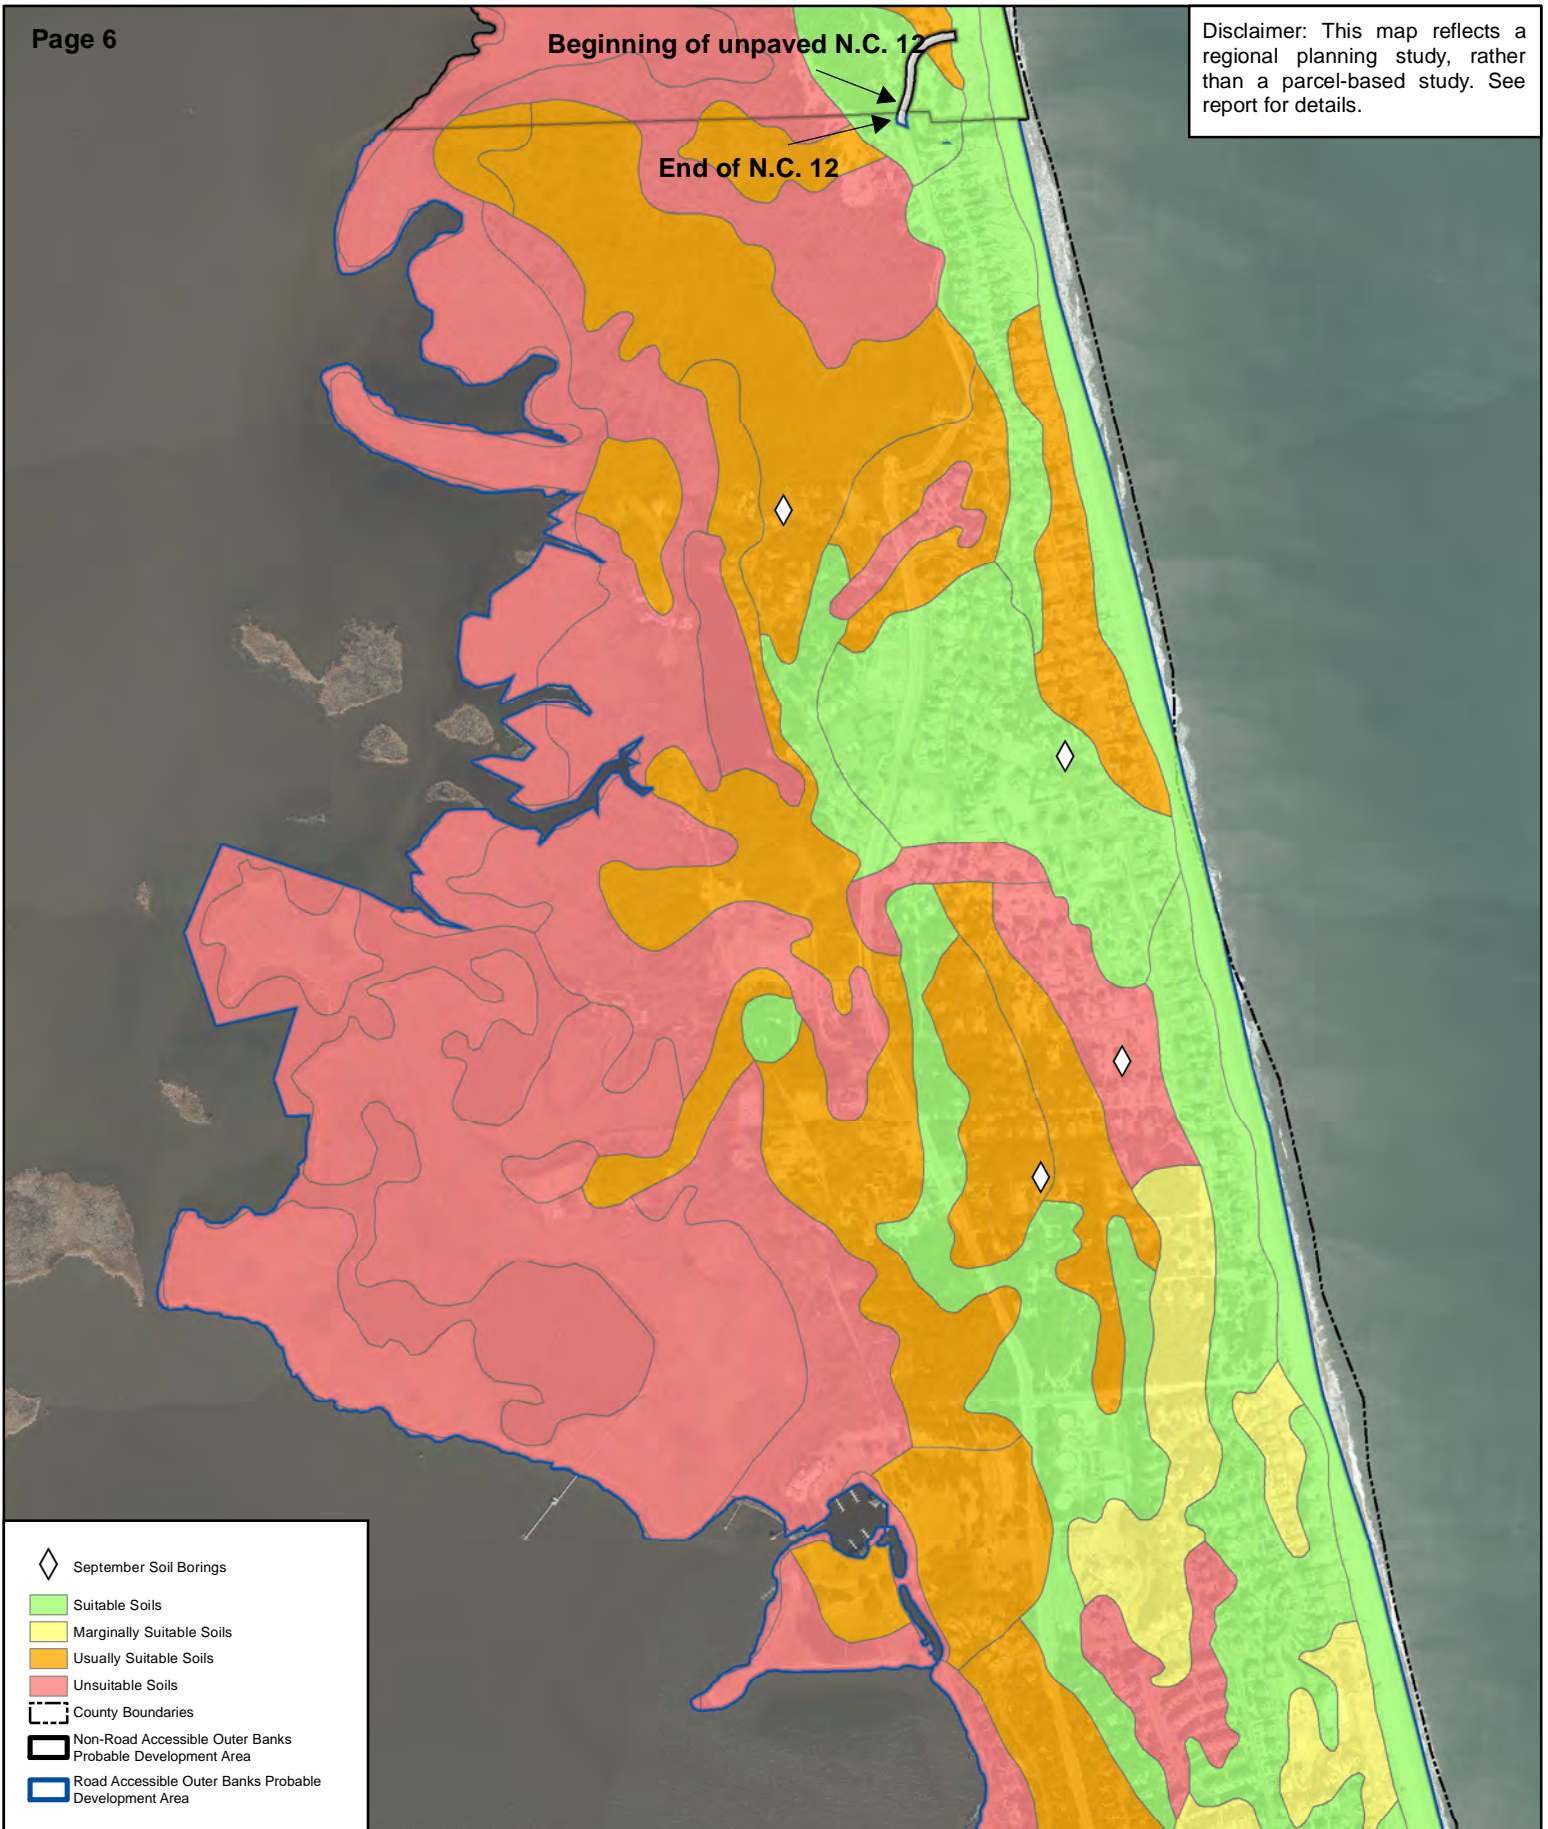 Page 6
Beginning of unpaved N.C. 12
End of N.C. 12
Disclaimer: This map reflects a
regional planning study, rather
than a parcel-based study. See
report for details.
September Soil Borings
Suitable Soils
Marginally Suitable Soils
Usually Suitable Soils
Unsuitable Soils
County Boundaries
Non-Road Accessible Outer Banks
Probable Development Area
Road Accessible Outer Banks Probable
Development Area